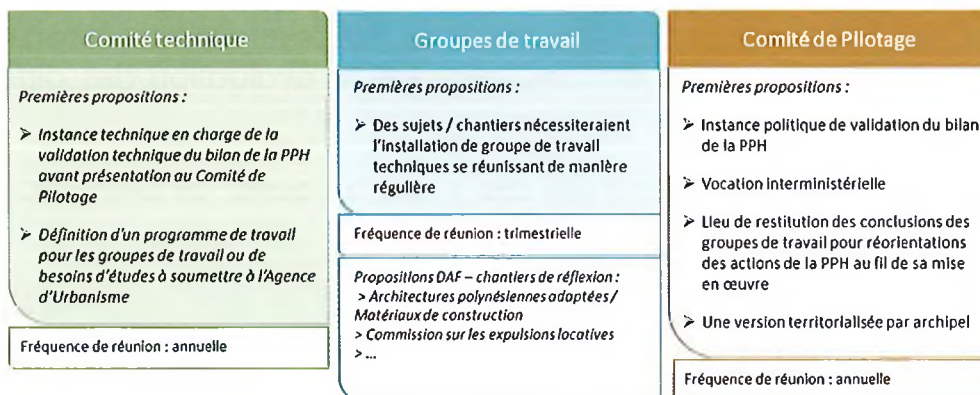 Comité technique
Premières propositions :
➢ Instance technique en charge de la
validation technique du bilan de la PPH
avant présentation au Comité de
Pilotage
➢ Définition d'un programme de travail
pour les groupes de travail ou de
besoins d'études à soumettre à l'Agence
d'Urbanisme
Fréquence de réunion : annuelle
Groupes de travail
Premières propositions :
➢ Des sujets / chantiers nécessiteraient
l'installation de groupe de travail
techniques se réunissant de manière
régulière
Fréquence de réunion : trimestrielle
Propositions DAF – chantiers de réflexion :
> Architectures polynésiennes adaptées /
Matériaux de construction
> Commission sur les expulsions locatives
> ...
Comité de Pilotage
Premières propositions :
➢ Instance politique de validation du bilan
de la PPH
➢ Vocation interministérielle
➢ Lieu de restitution des conclusions des
groupes de travail pour réorientations
des actions de la PPH au fil de sa mise
en œuvre
➢ Une version territorialisée par archipel
Fréquence de réunion : annuelle